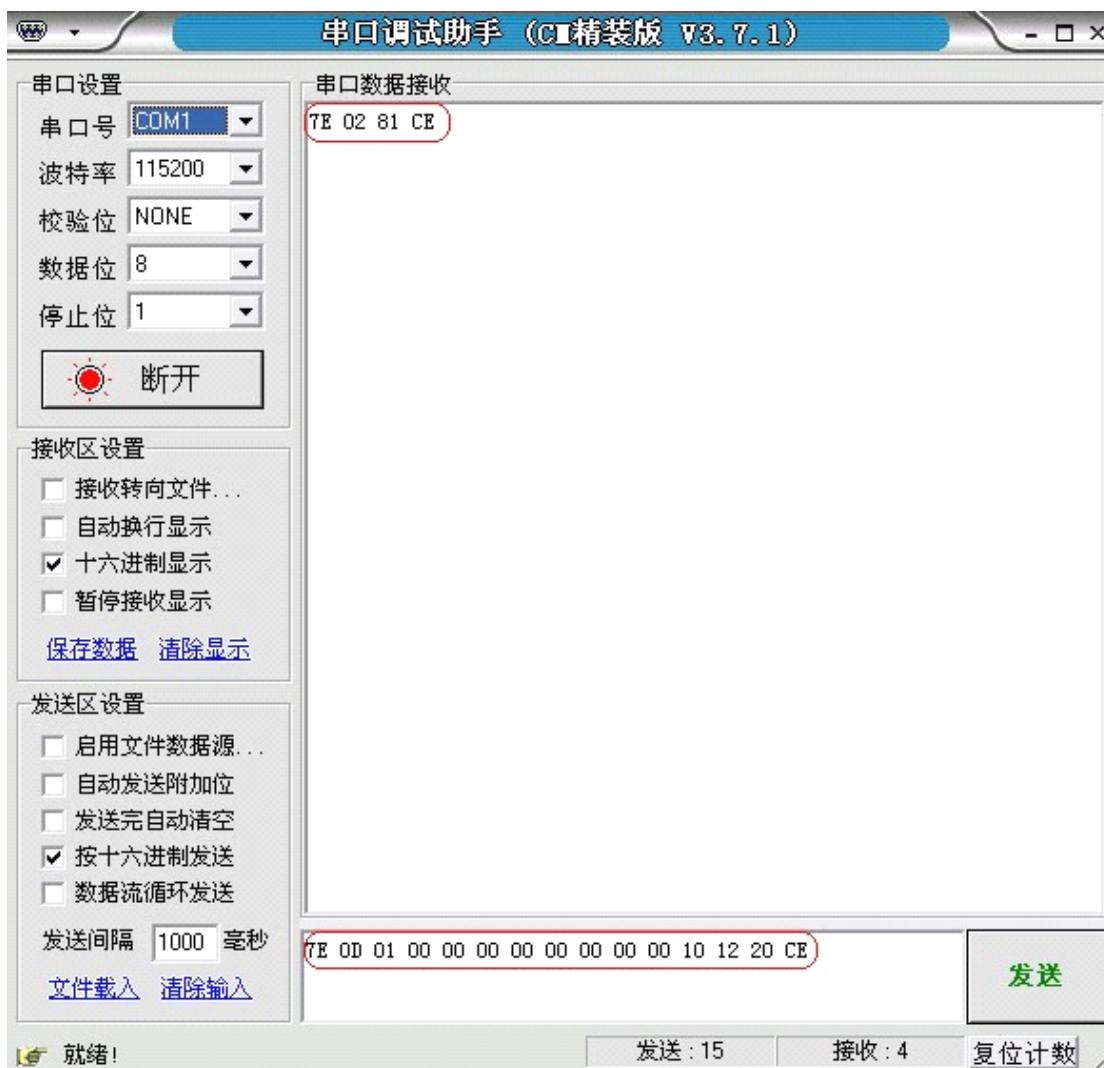 串口调试助手 (CEI精装版 V3.7.1)
串口设置
串口号 COM1
波特率 115200
校验位 NONE
数据位 8
停止位 1
断开
接收区设置
接收转向文件...
自动换行显示
十六进制显示
暂停接收显示
保存数据 清除显示
发送区设置
启用文件数据源...
自动发送附加位
发送完自动清空
按十六进制发送
数据流循环发送
发送间隔 1000 毫秒
文件载入 清除输入
串口数据接收
7E 02 81 CE
7E 0D 01 00 00 00 00 00 00 00 00 10 12 20 CE
发送
就绪!
发送:15
接收:4
复位计数